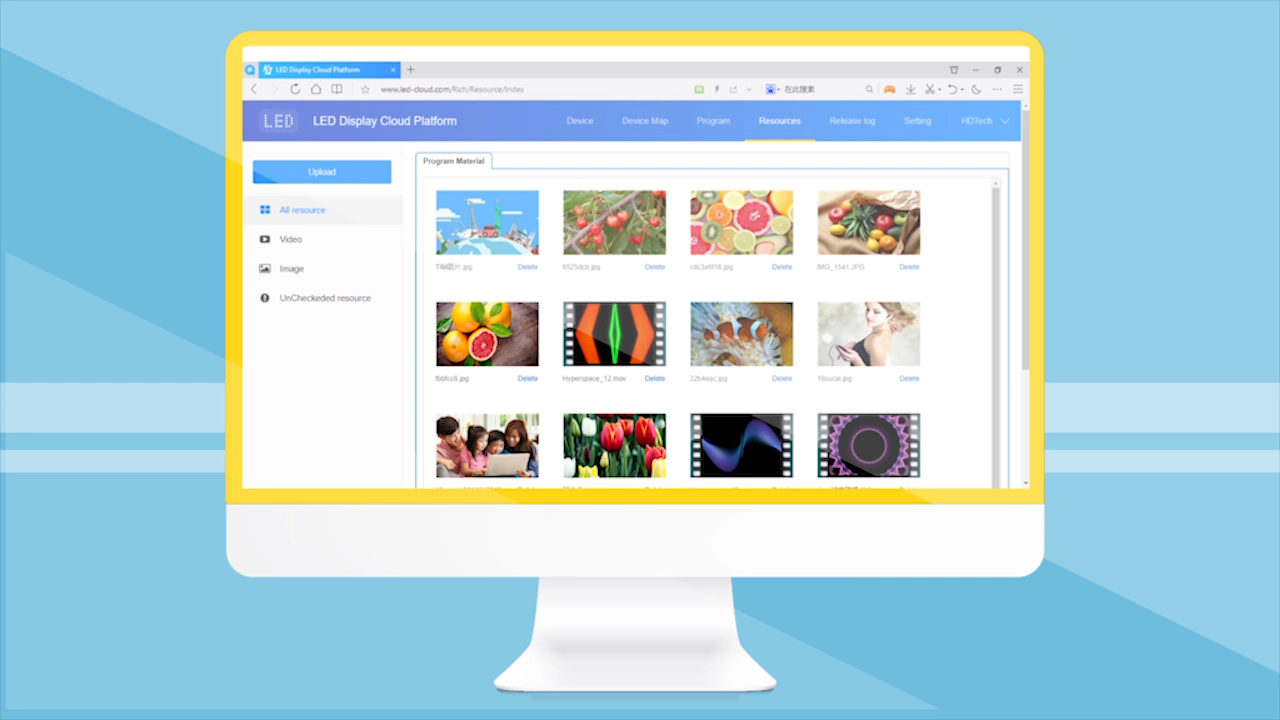 LED Display Cloud Platform
www.led-cloud.com/Rich/Resource/Index
在此搜索
LED
LED Display Cloud Platform
Device
Device Map
Program
Resources
Release log
Setting
HDTech
Upload
All resource
Video
Image
UnCheckeded resource
Program Material
TIM图片.jpg
Delete
6525dcb.jpg
Delete
cdc3a6f16.jpg
Delete
IMG_1541.JPG
Delete
fbbfcc6.jpg
Delete
Hyperspace_12.mov
Delete
22b4eac.jpg
Delete
16sucai.jpg
Delete